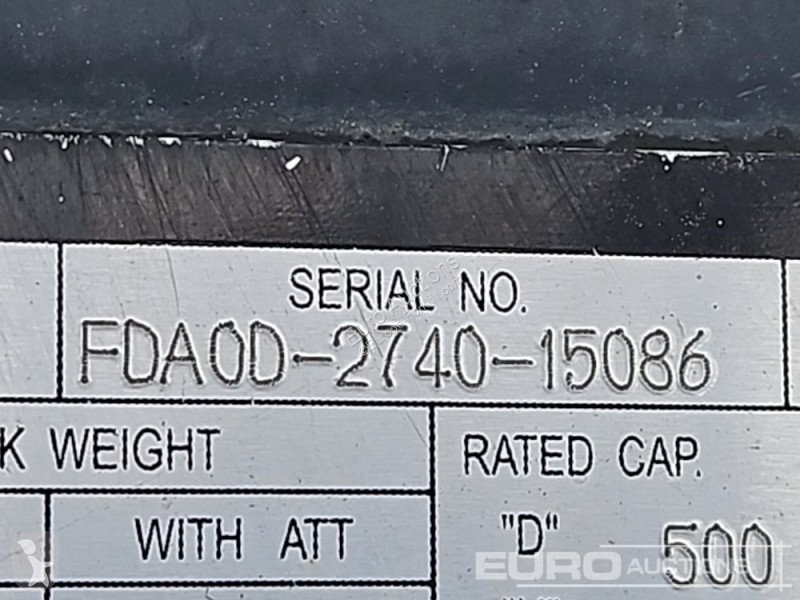 SERIAL NO.
FDA0D-2740-15086
K WEIGHT
RATED CAP.
WITH ATT
"D" 500
EURO AUCTIONS